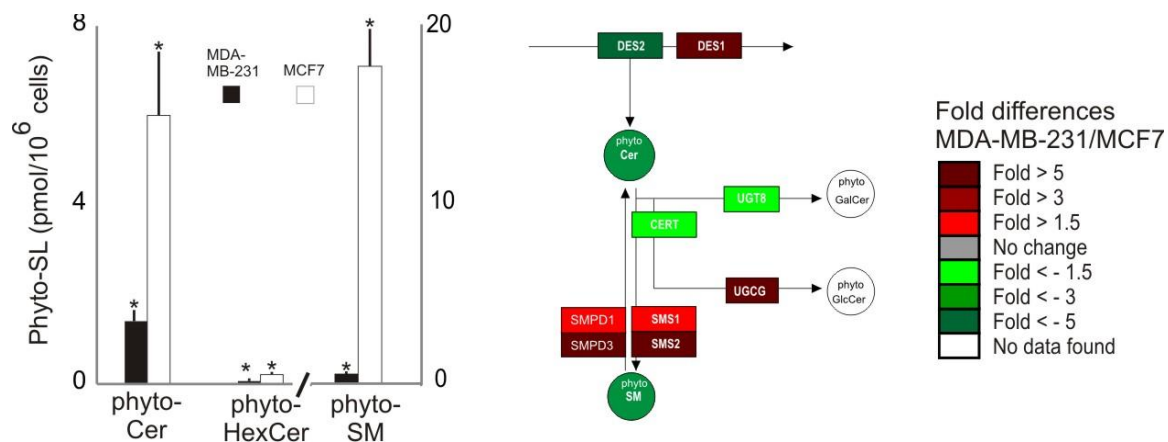 Phyto-SL (pmol/10^6 cells)
8
4
0
20
10
0
MDA-
MB-231
MCF7
*
*
*
*
*
*
phyto-
Cer
phyto-
HexCer
phyto-
SM
DES2
DES1
phyto
Cer
UGT8
phyto
GalCer
CERT
UGCG
phyto
GlcCer
SMPD1
SMS1
SMPD3
SMS2
phyto
SM
Fold differences
MDA-MB-231/MCF7
Fold > 5
Fold > 3
Fold > 1.5
No change
Fold < - 1.5
Fold < - 3
Fold < - 5
No data found